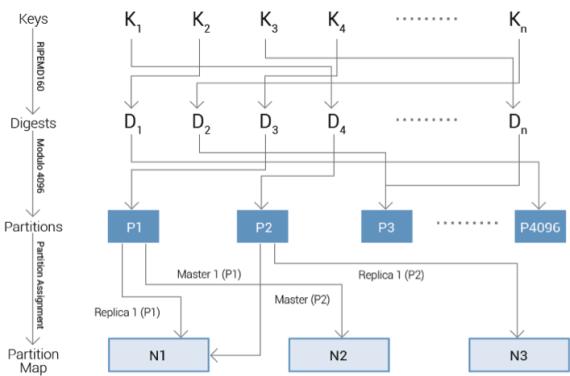 Keys K1 K2 K3 K4 ········· Kn
RIPEMD160
Digests D1 D2 D3 D4 ········· Dn
Modulo 4096
Partitions P1 P2 P3 ········· P4096
Partition Assignment
Master 1 (P1) Replica 1 (P2)
Master (P2)
Replica 1 (P1)
Partition N1 N2 N3
Map